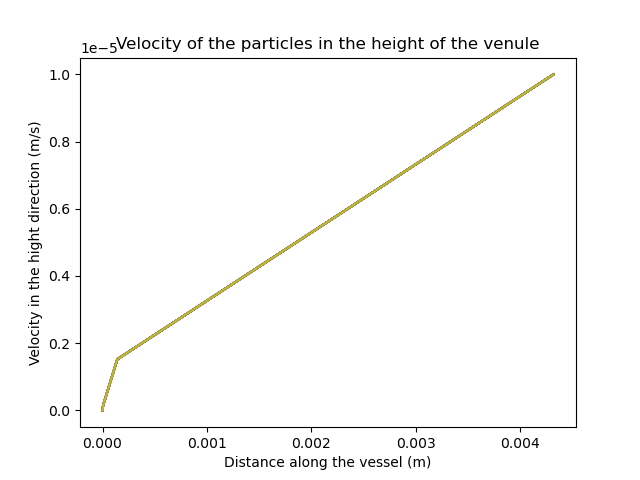 Velocity of the particles in the height of the venule
1e−5
1.0
0.8
0.6
0.4
0.2
0.0
Velocity in the hight direction (m/s)
0.000 0.001 0.002 0.003 0.004
Distance along the vessel (m)